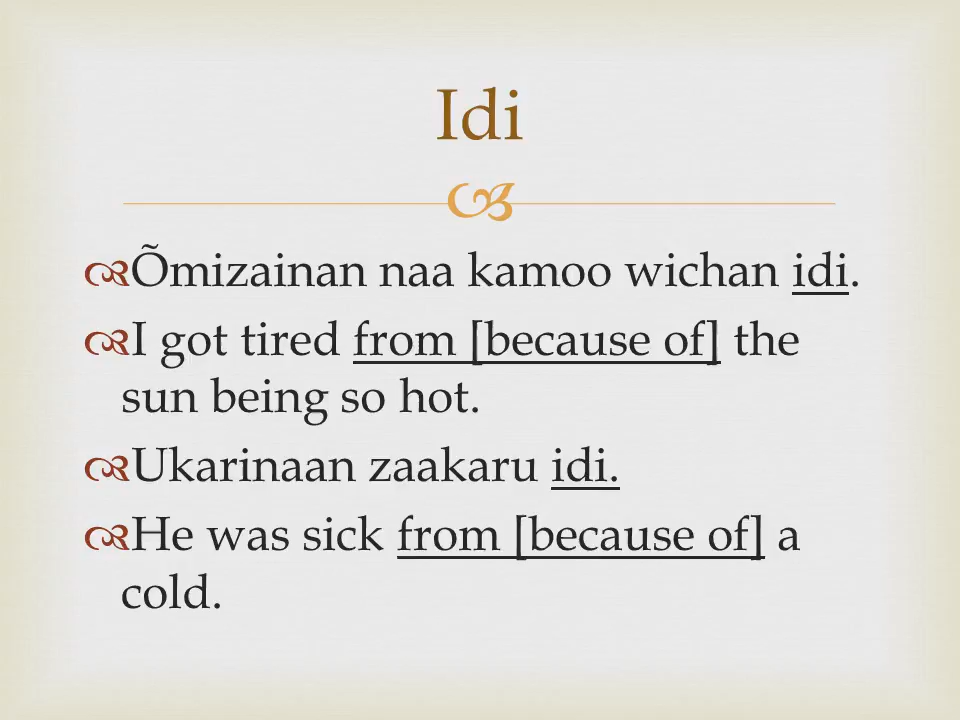 Idi
Õmizainan naa kamoo wichan idi.
I got tired from [because of] the
sun being so hot.
Ukarinaan zaakaru idi.
He was sick from [because of] a
cold.